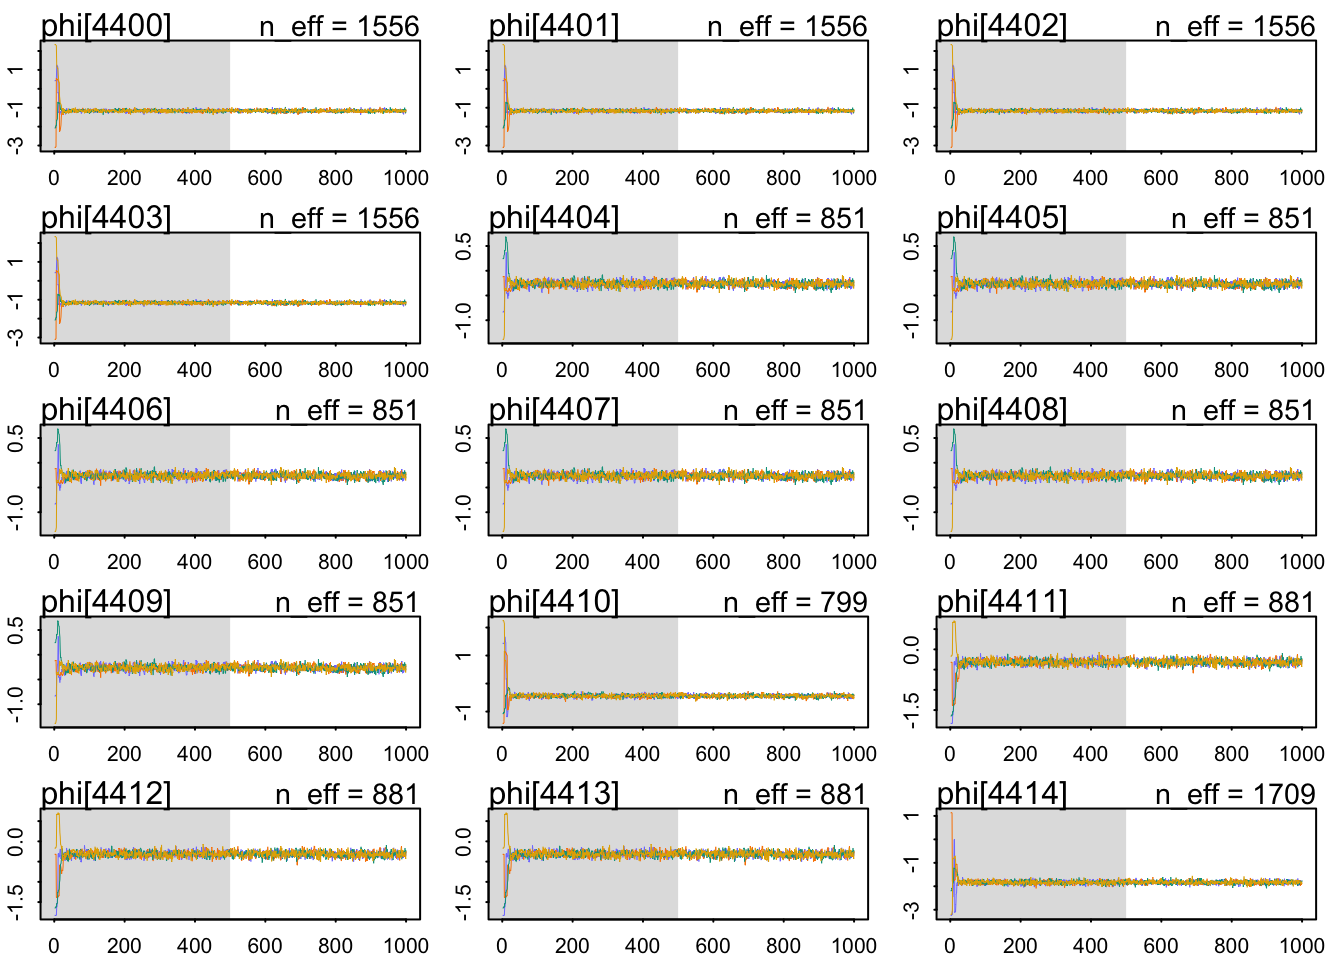 phi[4400] n_eff = 1556 phi[4401] n_eff = 1556 phi[4402] n_eff = 1556
1 1 1
-1 -1 -1
-3 -3 -3
0 200 400 600 800 1000 0 200 400 600 800 1000 0 200 400 600 800 1000
phi[4403] n_eff = 1556 phi[4404] n_eff = 851 phi[4405] n_eff = 851
1 0.5 0.5
-1
-3 -1.0 -1.0
0 200 400 600 800 1000 0 200 400 600 800 1000 0 200 400 600 800 1000
phi[4406] n_eff = 851 phi[4407] n_eff = 851 phi[4408] n_eff = 851
0.5 0.5 0.5
-1.0 -1.0 -1.0
0 200 400 600 800 1000 0 200 400 600 800 1000 0 200 400 600 800 1000
phi[4409] n_eff = 851 phi[4410] n_eff = 799 phi[4411] n_eff = 881
0.5 1 0.0
-1.0 -1 -1.5
0 200 400 600 800 1000 0 200 400 600 800 1000 0 200 400 600 800 1000
phi[4412] n_eff = 881 phi[4413] n_eff = 881 phi[4414] n_eff = 1709
0.0 0.0 1
-1
-1.5 -1.5 -3
0 200 400 600 800 1000 0 200 400 600 800 1000 0 200 400 600 800 1000